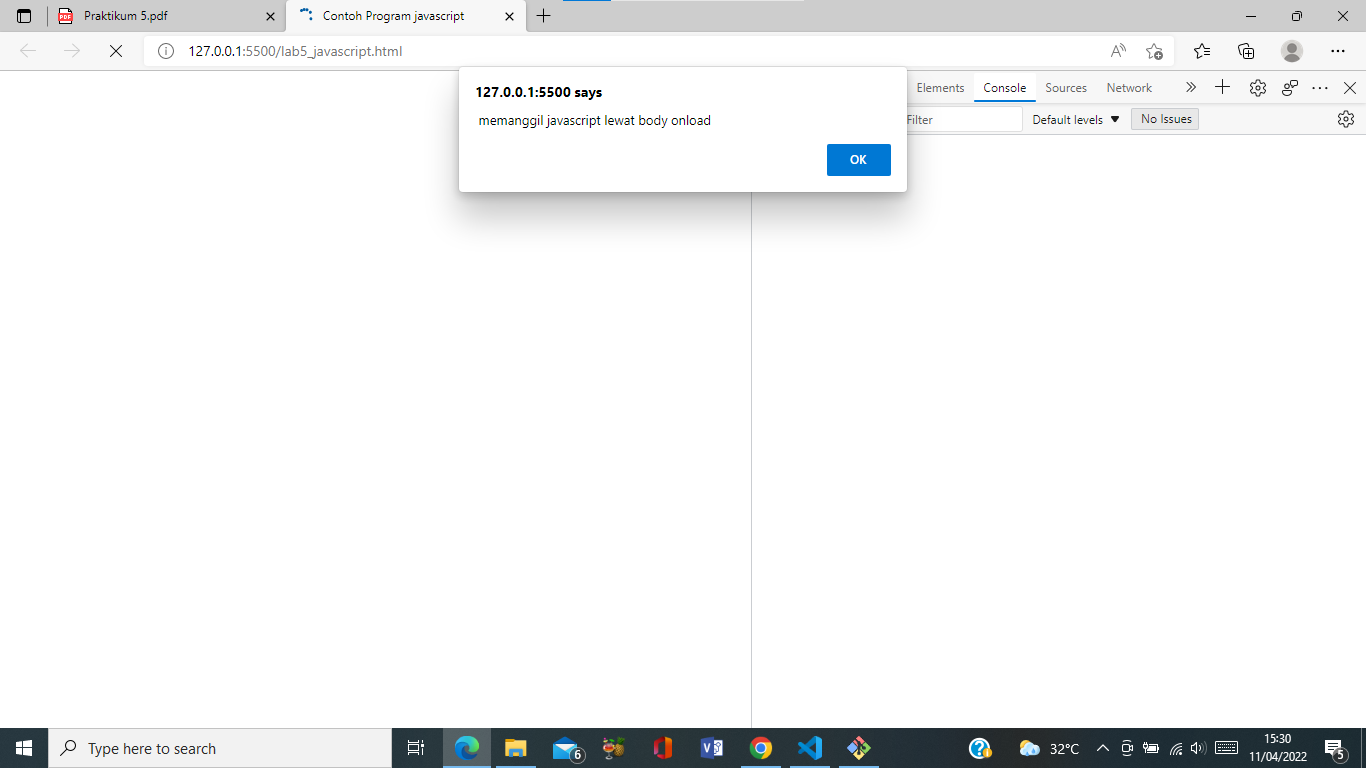 Praktikum 5.pdf
Contoh Program javascript
127.0.0.1:5500/lab5_javascript.html
127.0.0.1:5500 says
memanggil javascript lewat body onload
OK
Elements Console Sources Network
Filter Default levels No Issues
Type here to search
6
32°C
15:30
11/04/2022
5